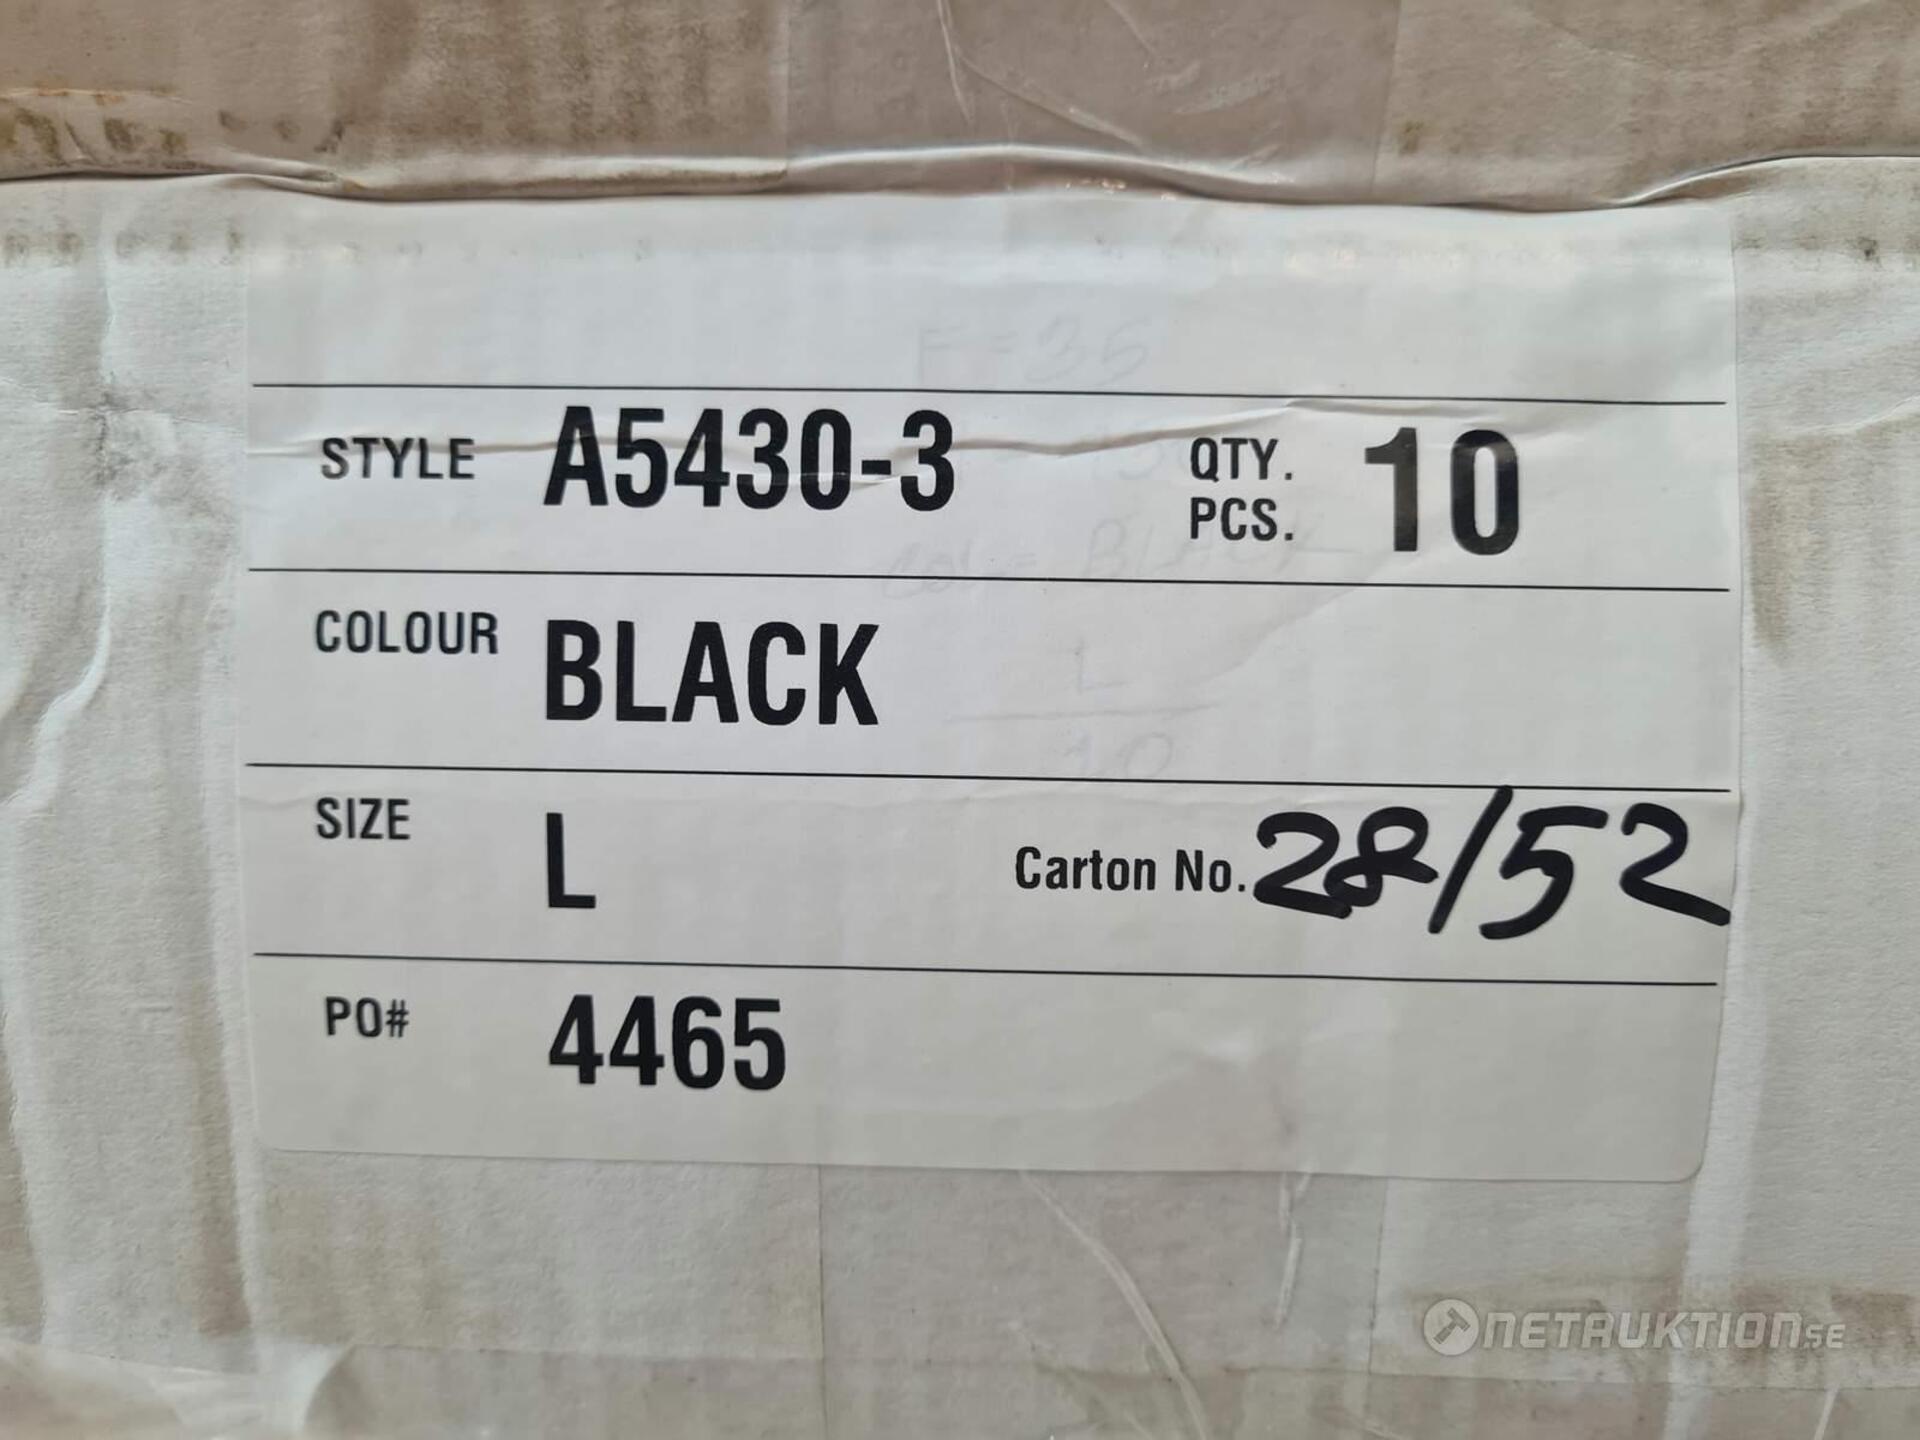 STYLE A5430-3 QTY. PCS. 10
COLOUR BLACK
SIZE L Carton No. 28/52
PO# 4465
NETAUKTION.SE